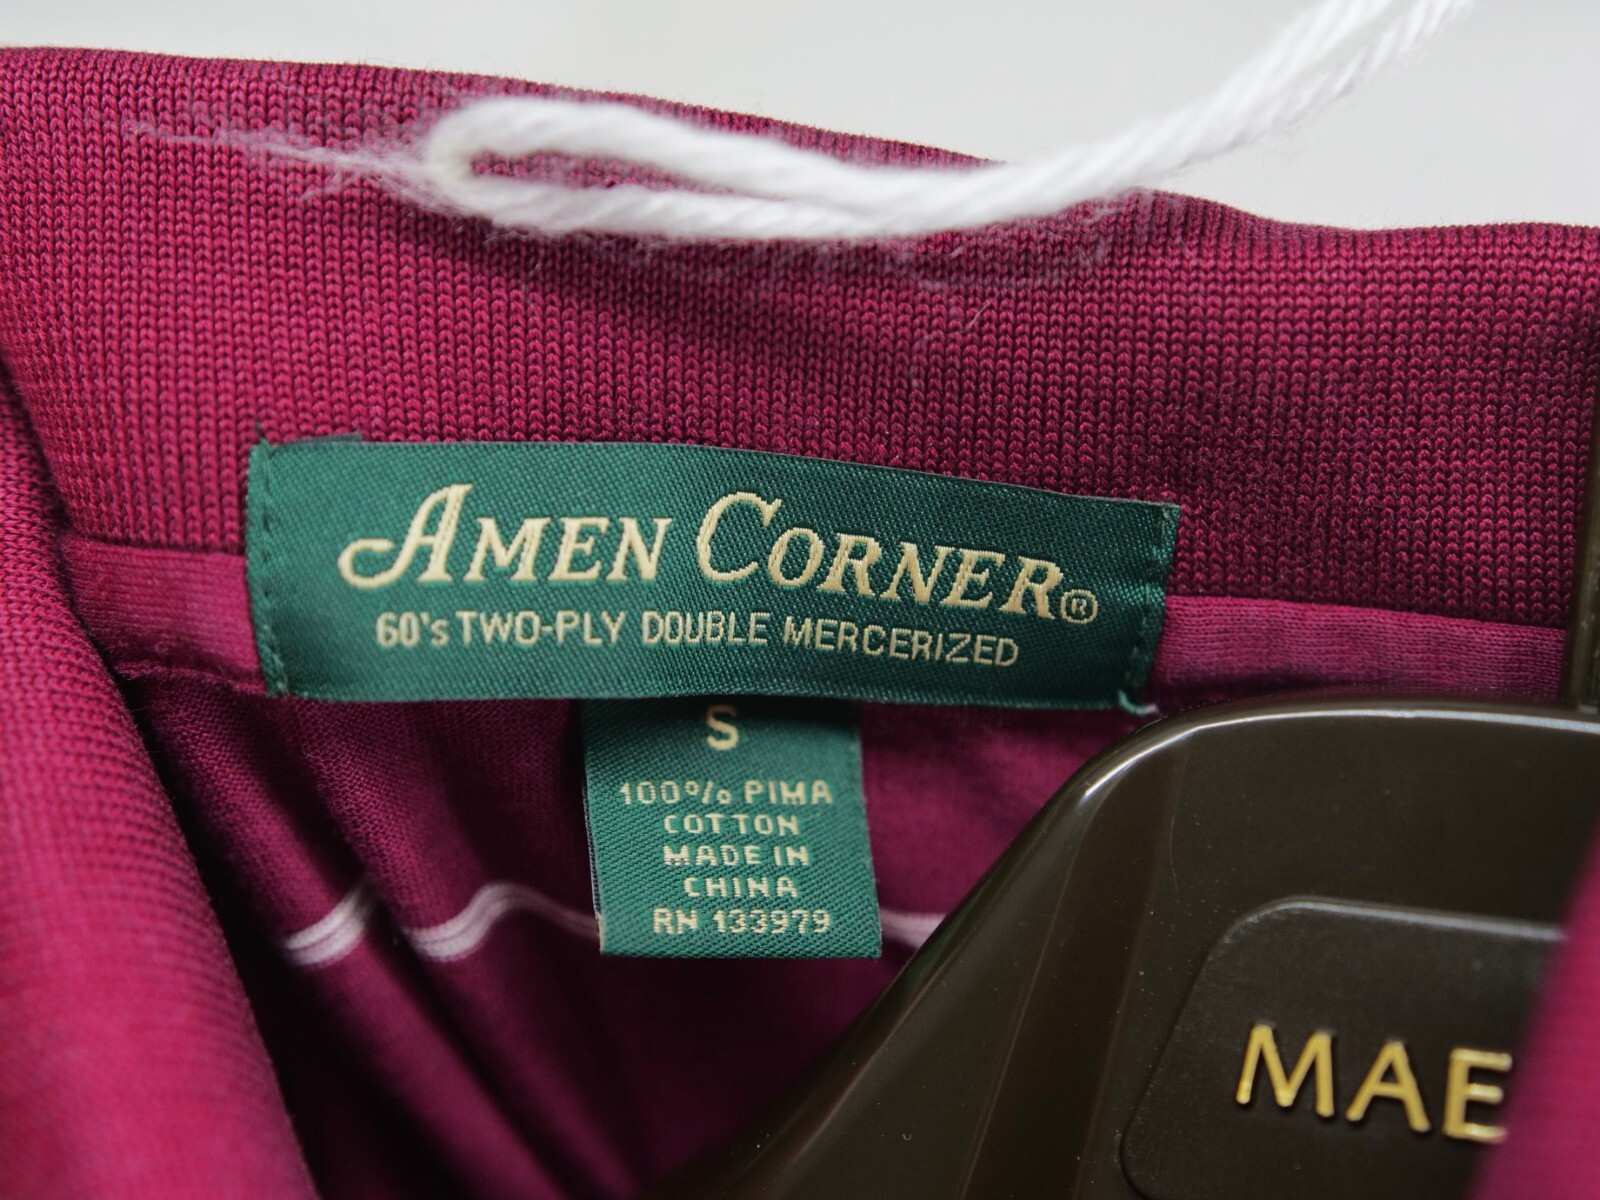 AMEN CORNER®
60's TWO-PLY DOUBLE MERCERIZED
S
100% PIMA
COTTON
MADE IN
CHINA
RN 133979
MAE